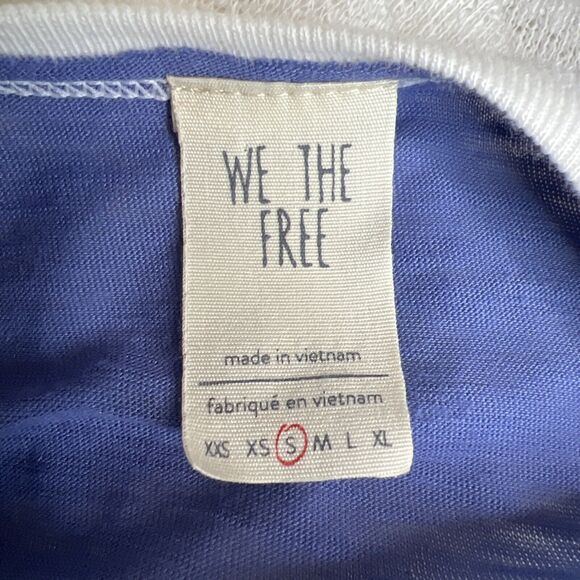 WE THE
FREE
made in vietnam
fabriqué en vietnam
XXS XS S M L XL